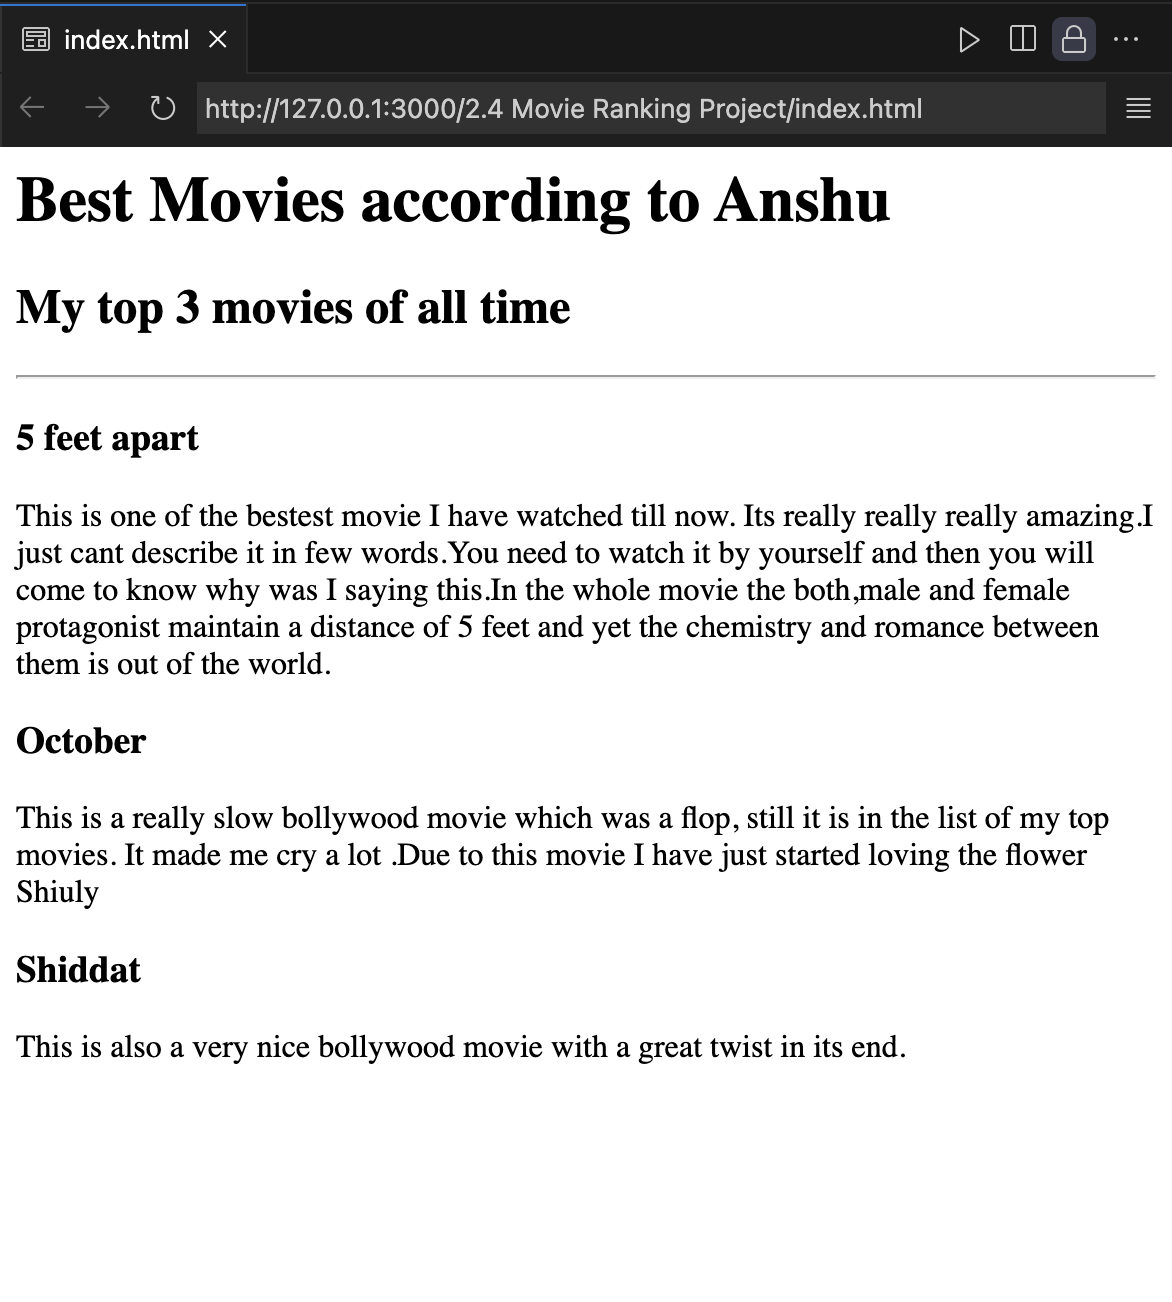 index.html
http://127.0.0.1:3000/2.4 Movie Ranking Project/index.html
Best Movies according to Anshu
My top 3 movies of all time
5 feet apart
This is one of the bestest movie I have watched till now. Its really really really amazing.I
just cant describe it in few words.You need to watch it by yourself and then you will
come to know why was I saying this.In the whole movie the both,male and female
protagonist maintain a distance of 5 feet and yet the chemistry and romance between
them is out of the world.
October
This is a really slow bollywood movie which was a flop, still it is in the list of my top
movies. It made me cry a lot .Due to this movie I have just started loving the flower
Shiuly
Shiddat
This is also a very nice bollywood movie with a great twist in its end.